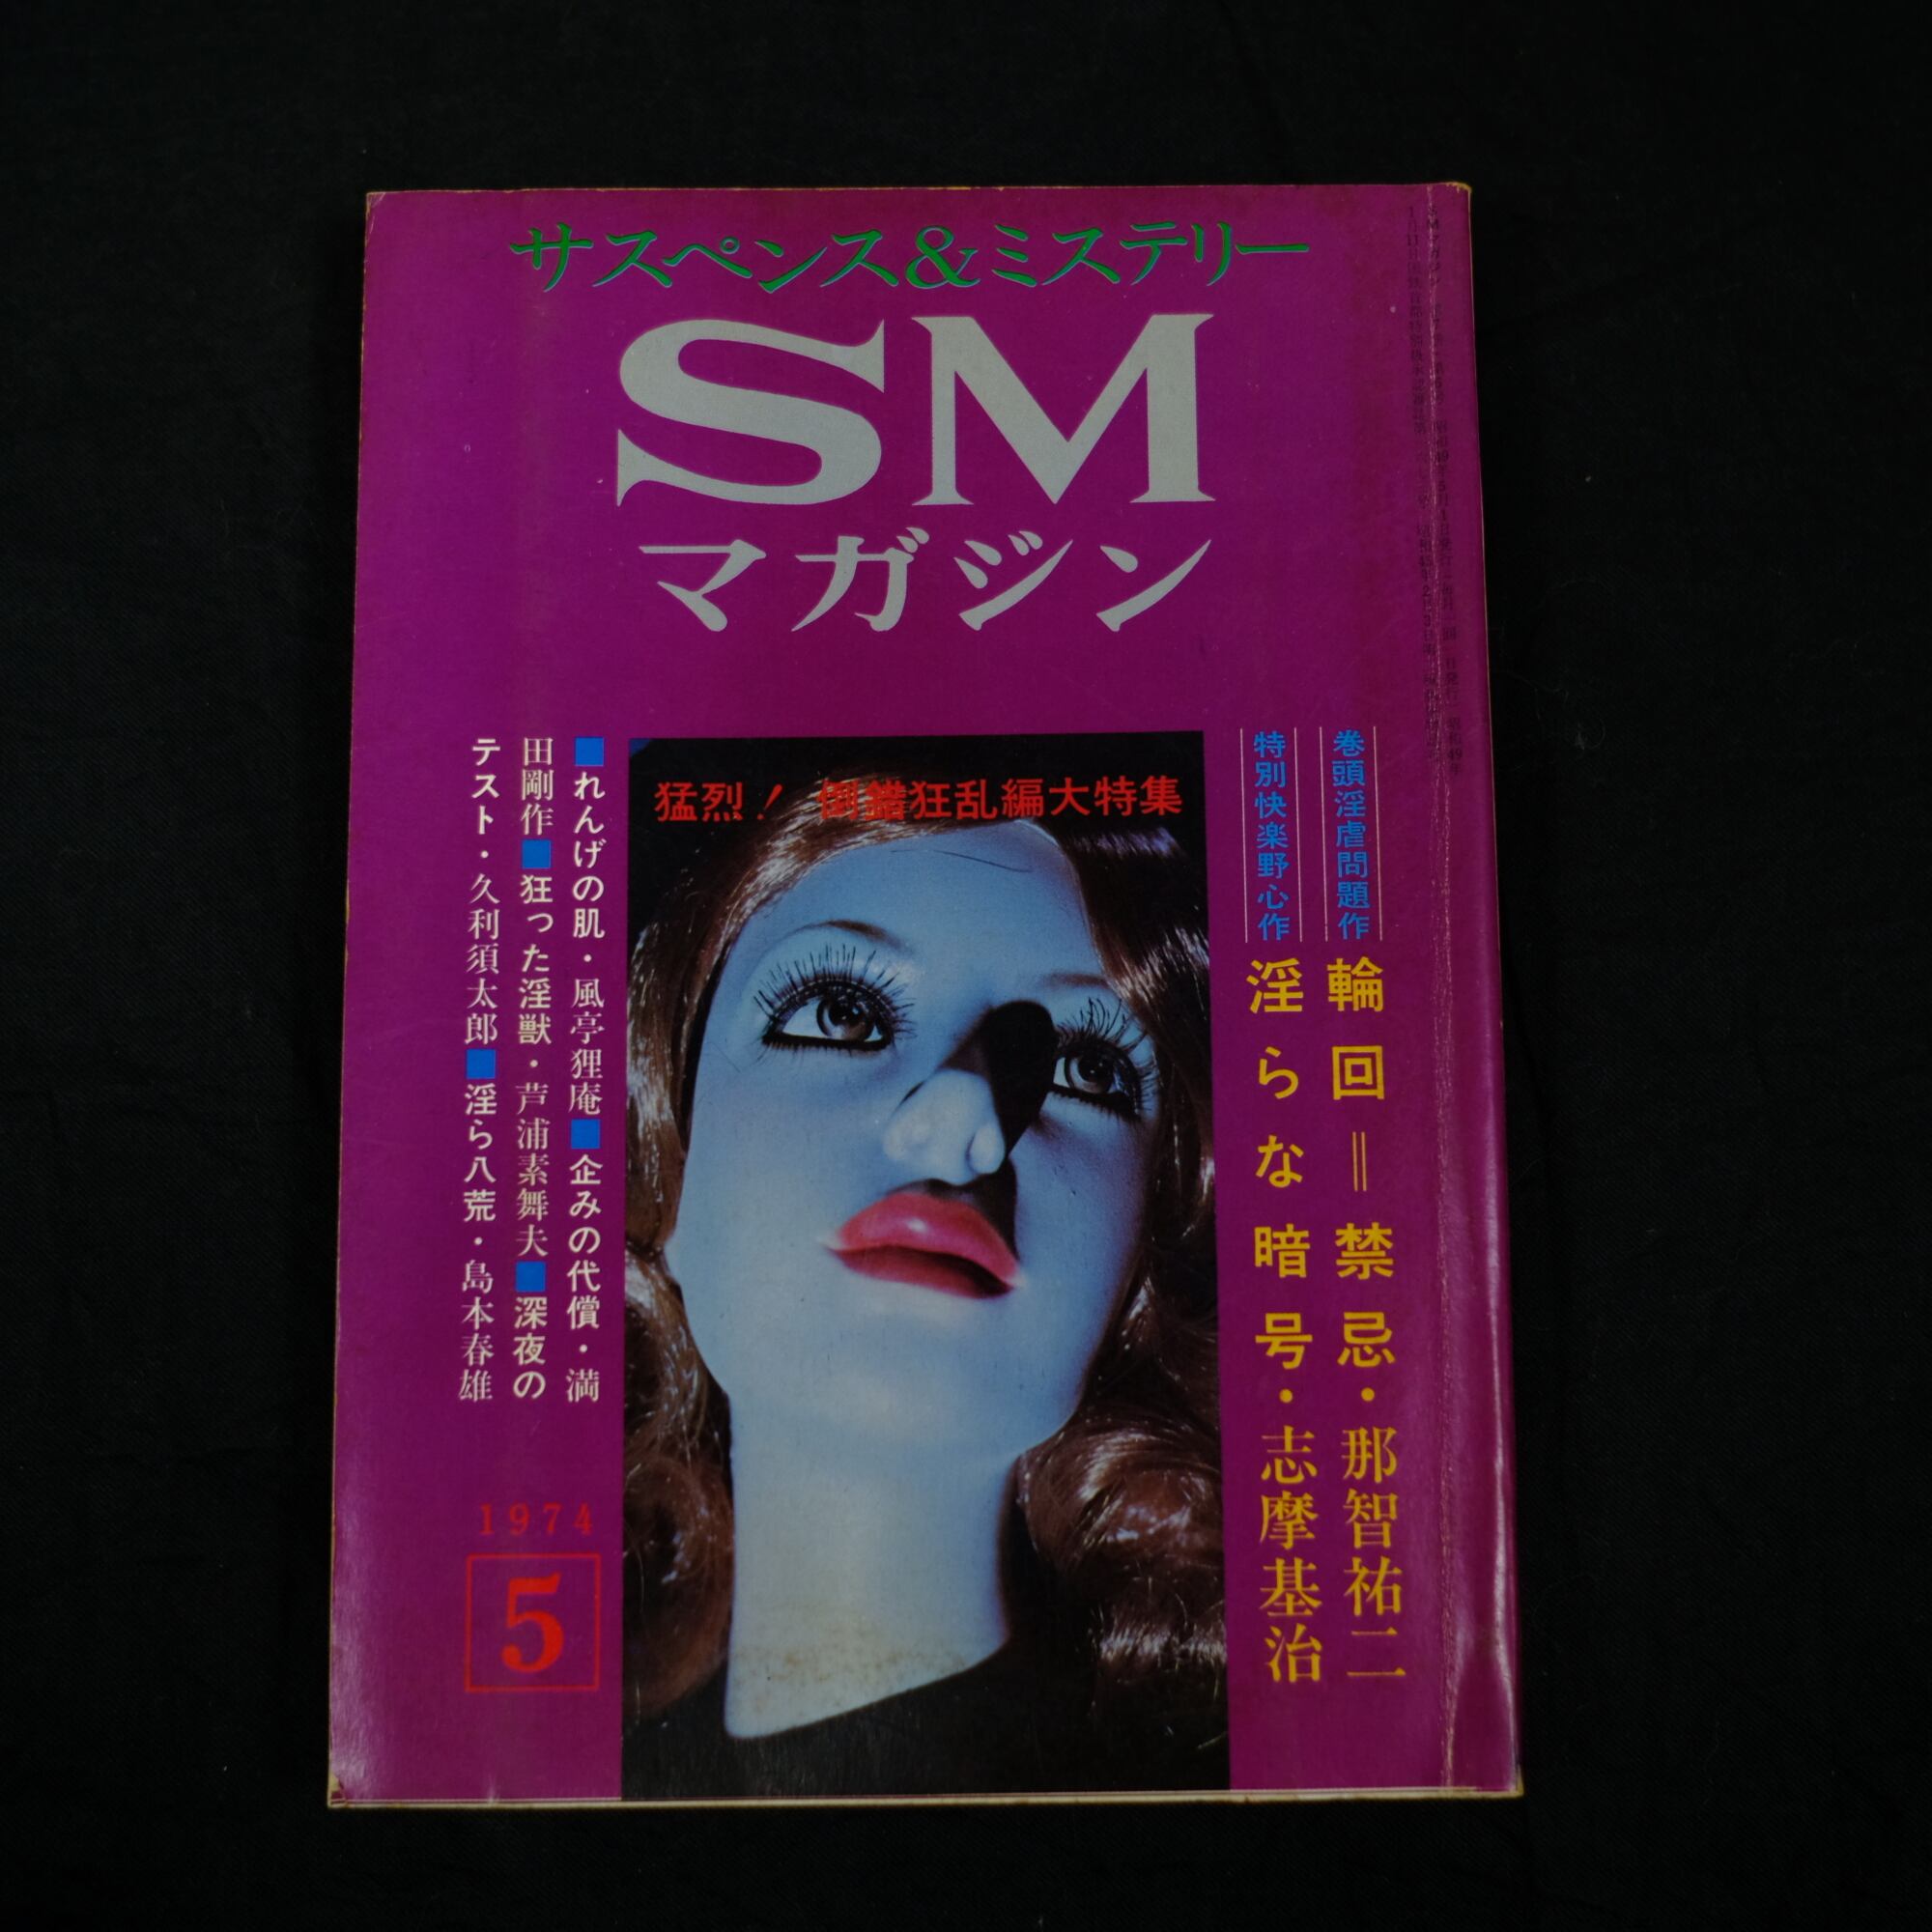 サスペンス&ミステリー
SM
マガジン
猛烈! 倒錯狂乱編大特集
巻頭淫虐問題作
輪回=禁忌・那智祐二
特別快楽野心作
淫らな暗号・志摩基治
■れんげの肌・風亭狸庵■企みの代償・満
田剛作■狂った淫獣・芦浦素舞夫■深夜の
テスト・久利須太郎■淫ら八荒・島本春雄
1974
5